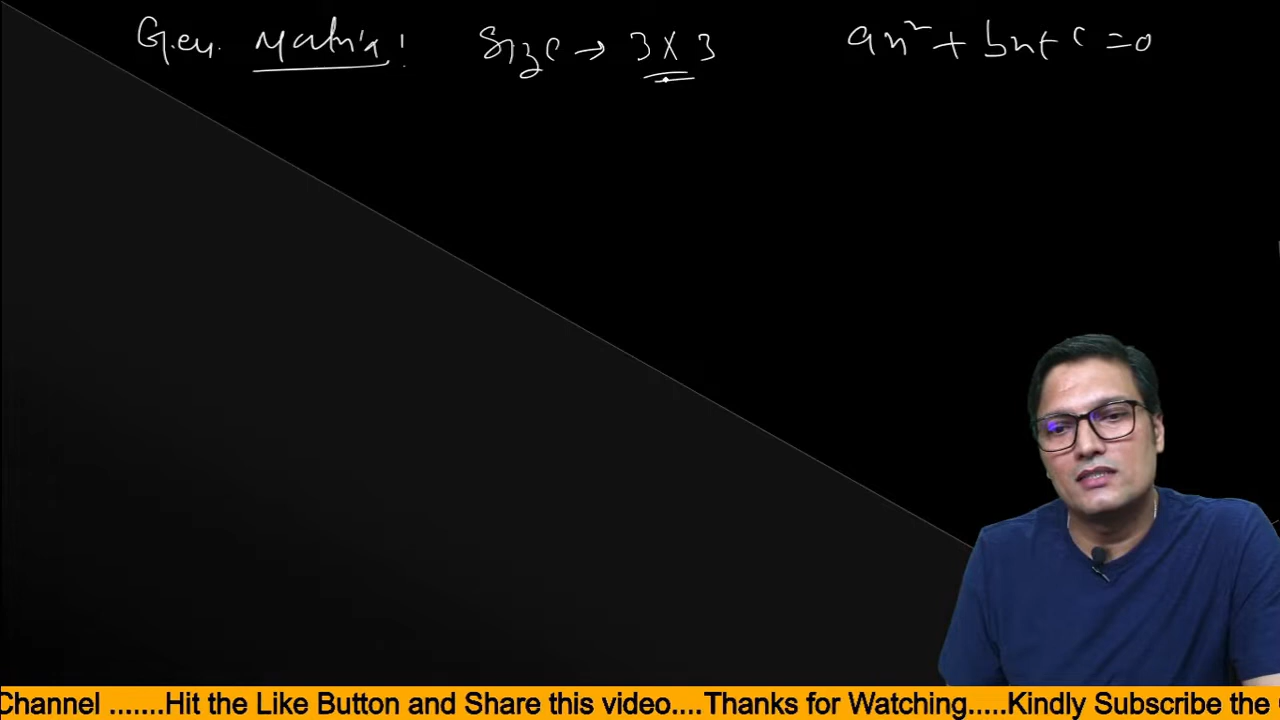 Gen. Matrix! Size → 3 X 3 ax² + bx + c = 0
Channel .......Hit the Like Button and Share this video....Thanks for Watching.....Kindly Subscribe the